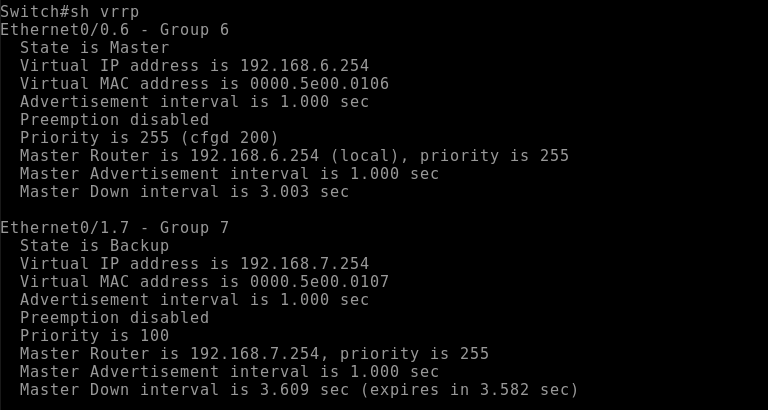 Switch#sh vrrp
Ethernet0/0.6 - Group 6
  State is Master
  Virtual IP address is 192.168.6.254
  Virtual MAC address is 0000.5e00.0106
  Advertisement interval is 1.000 sec
  Preemption disabled
  Priority is 255 (cfgd 200)
  Master Router is 192.168.6.254 (local), priority is 255
  Master Advertisement interval is 1.000 sec
  Master Down interval is 3.003 sec

Ethernet0/1.7 - Group 7
  State is Backup
  Virtual IP address is 192.168.7.254
  Virtual MAC address is 0000.5e00.0107
  Advertisement interval is 1.000 sec
  Preemption disabled
  Priority is 100
  Master Router is 192.168.7.254, priority is 255
  Master Advertisement interval is 1.000 sec
  Master Down interval is 3.609 sec (expires in 3.582 sec)